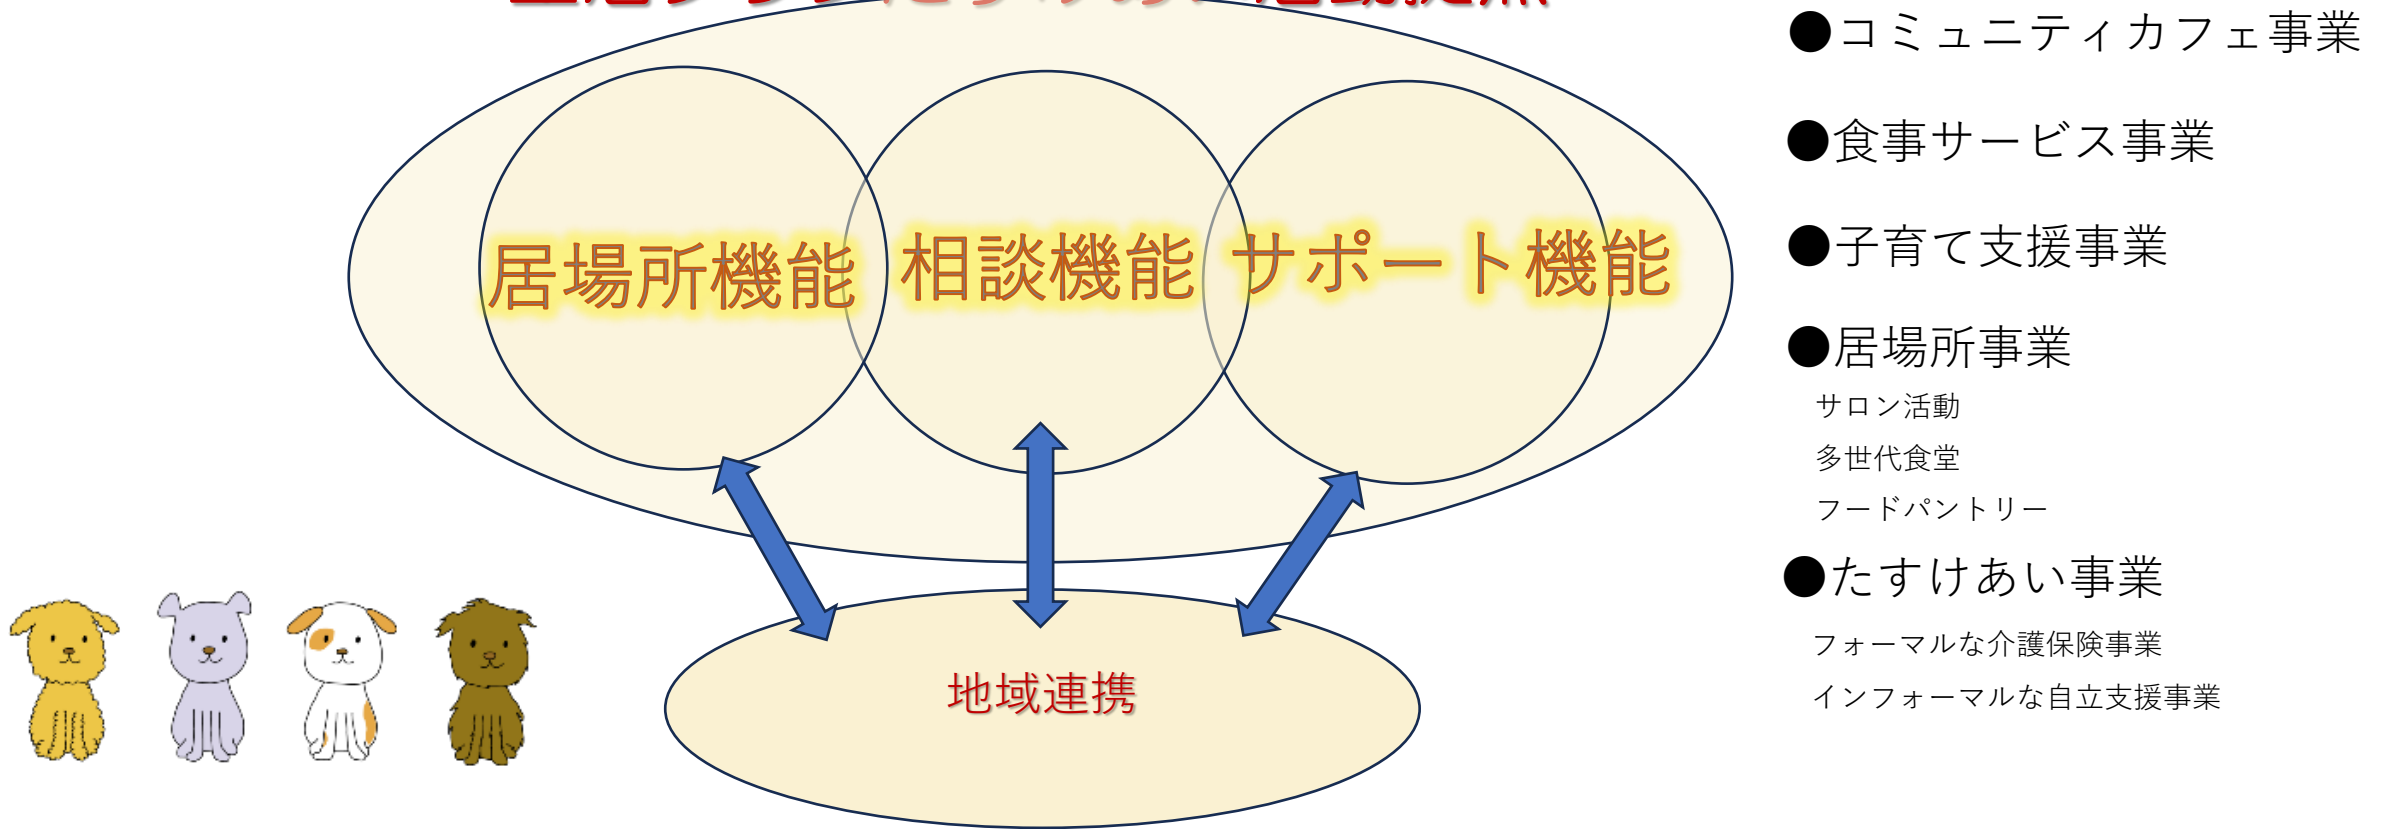 居場所機能
相談機能
サポート機能
地域連携
●コミュニティカフェ事業
●食事サービス事業
●子育て支援事業
●居場所事業
サロン活動
多世代食堂
フードパントリー
●たすけあい事業
フォーマルな介護保険事業
インフォーマルな自立支援事業